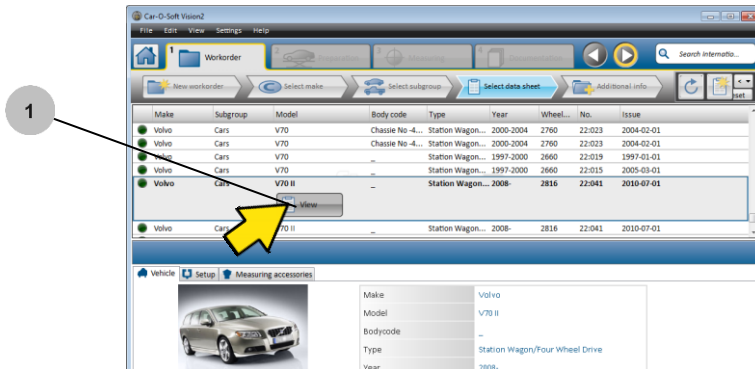 Car-O-Soft Vision2
File Edit View Settings Help
1 Workorder 2 Preparation 3 Measuring 4 Documentation Search Internatio...
New workorder Select make Select subgroup Select data sheet Additional info
Make Subgroup Model Body code Type Year Wheel... No. Issue
Volvo Cars V70 Chassie No -4... Station Wagon... 2000-2004 2760 22:023 2004-02-01
Volvo Cars V70 Chassie No -4... Station Wagon... 2000-2004 2760 22:023 2004-02-01
1
Volvo Cars V70 _ Station Wagon... 1997-2000 2660 22:019 1997-01-01
Volvo Cars V70 _ Station Wagon... 1997-2000 2660 22:015 2005-03-01
Volvo Cars V70 II _ Station Wagon... 2008- 2816 22:041 2010-07-01
View
Volvo Cars V70 II _ Station Wagon... 2008- 2816 22:041 2010-07-01
Vehicle Setup Measuring accessories
Make Volvo
Model V70 II
Bodycode _
Type Station Wagon/Four Wheel Drive
Year 2008-